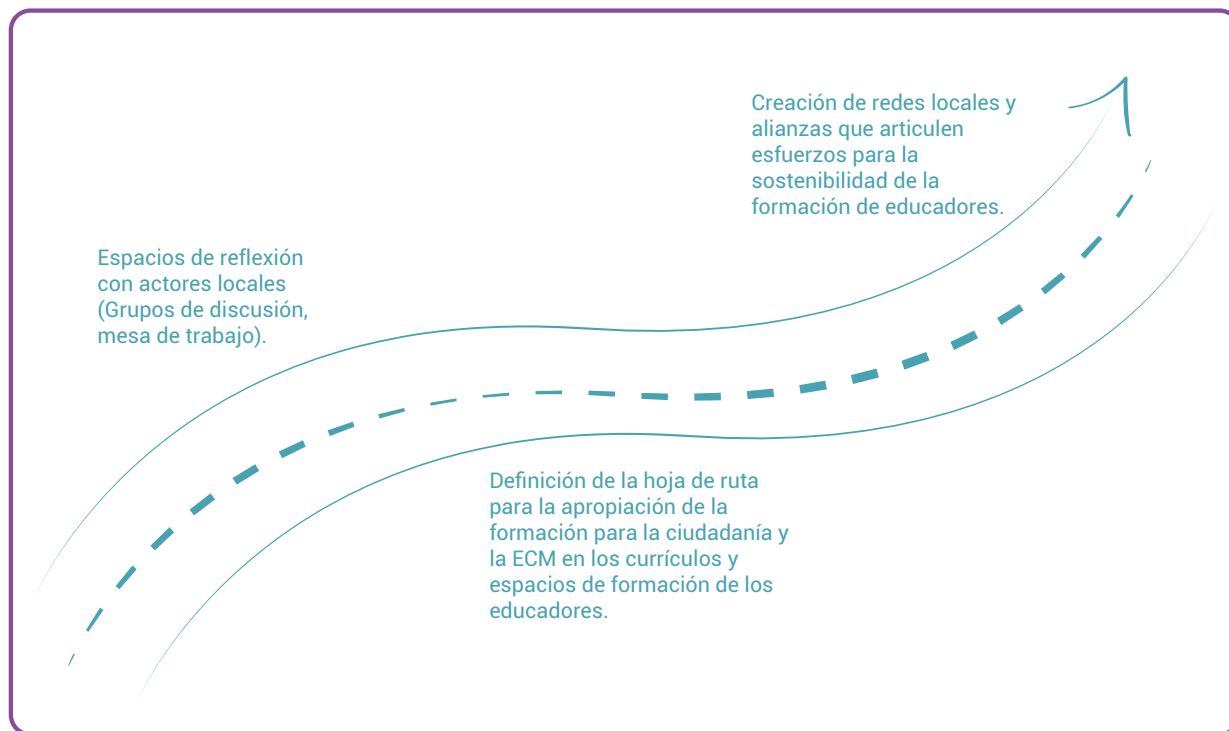 Espacios de reflexión
con actores locales
(Grupos de discusión,
mesa de trabajo).
Definición de la hoja de ruta
para la apropiación de la
formación para la ciudadanía y
la ECM en los currículos y
espacios de formación de los
educadores.
Creación de redes locales y
alianzas que articulen
esfuerzos para la
sostenibilidad de la
formación de educadores.